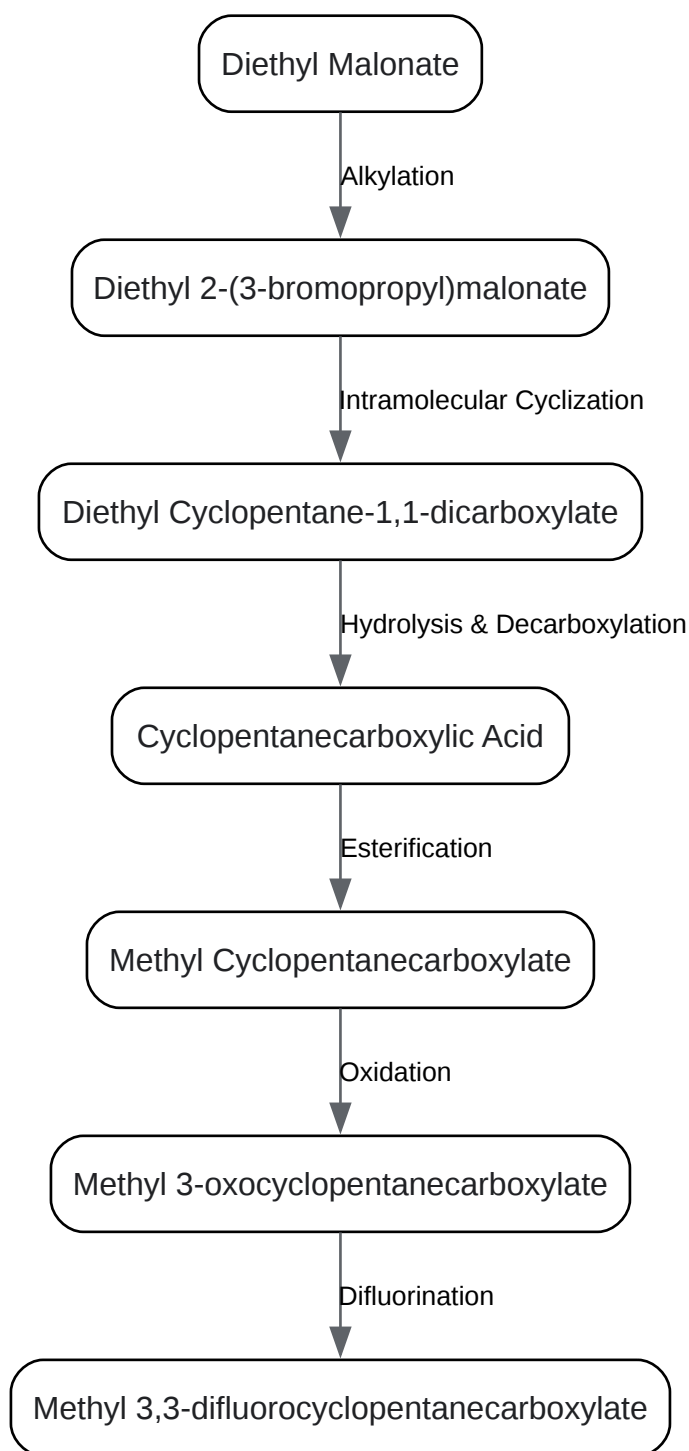 Diethyl Malonate
Alkylation
Diethyl 2-(3-bromopropyl)malonate
Intramolecular Cyclization
Diethyl Cyclopentane-1,1-dicarboxylate
Hydrolysis & Decarboxylation
Cyclopentanecarboxylic Acid
Esterification
Methyl Cyclopentanecarboxylate
Oxidation
Methyl 3-oxocyclopentanecarboxylate
Difluorination
Methyl 3,3-difluorocyclopentanecarboxylate